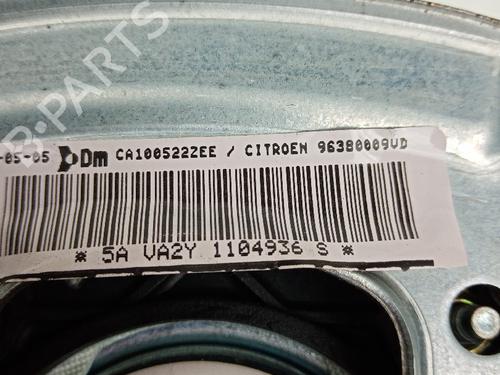 -05-05 Dm CA100522ZEE / CITROEN 96380009VD
* 5A VA2Y 1104936 S *
B-PARTS